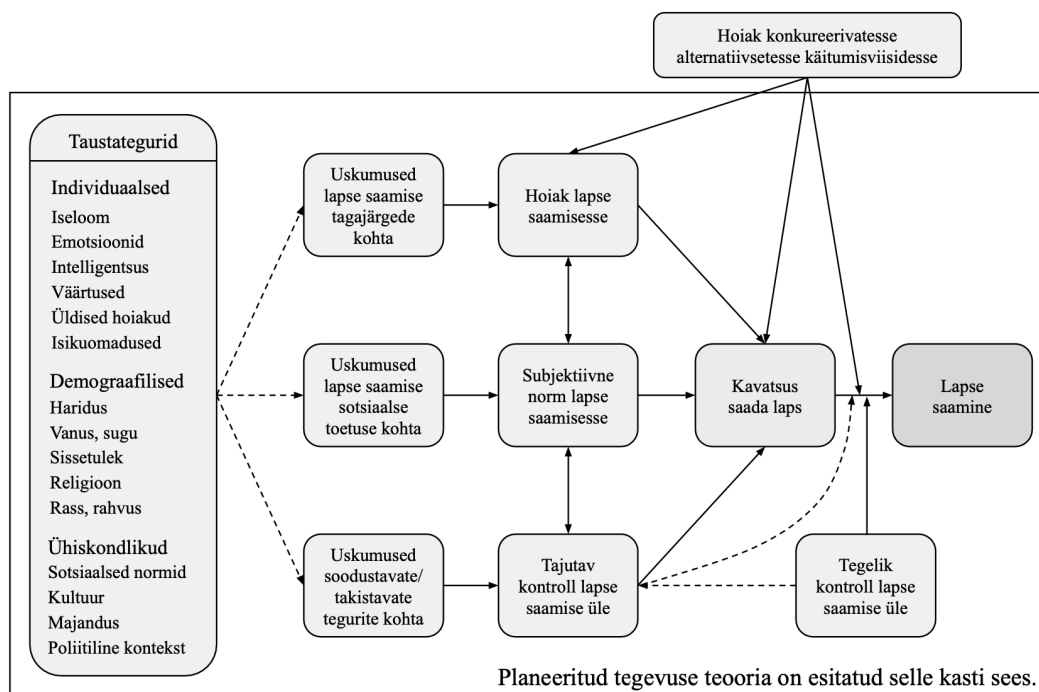 Hoiak konkureerivatesse
alternatiivsetesse käitumisviisidesse
Taustategurid
Individuaalsed
Iseloom
Emotsioonid
Intelligentsus
Väärtused
Üldised hoiakud
Isikuomadused
Demograafilised
Haridus
Vanus, sugu
Sissetulek
Religioon
Rass, rahvus
Ühiskondlikud
Sotsiaalsed normid
Kultuur
Majandus
Poliitiline kontekst
Uskumused
lapse saamise
tagajärgede
kohta
Hoiak lapse
saamisesse
Uskumused
lapse saamise
sotsiaalse
toetuse kohta
Subjektiivne
norm lapse
saamisesse
Kavatsus
saada laps
Lapse
saamine
Uskumused
soodustavate/
takistavate
tegurite kohta
Tajutav
kontroll lapse
saamise üle
Tegelik
kontroll lapse
saamise üle
Planeeritud tegevuse teooria on esitatud selle kasti sees.